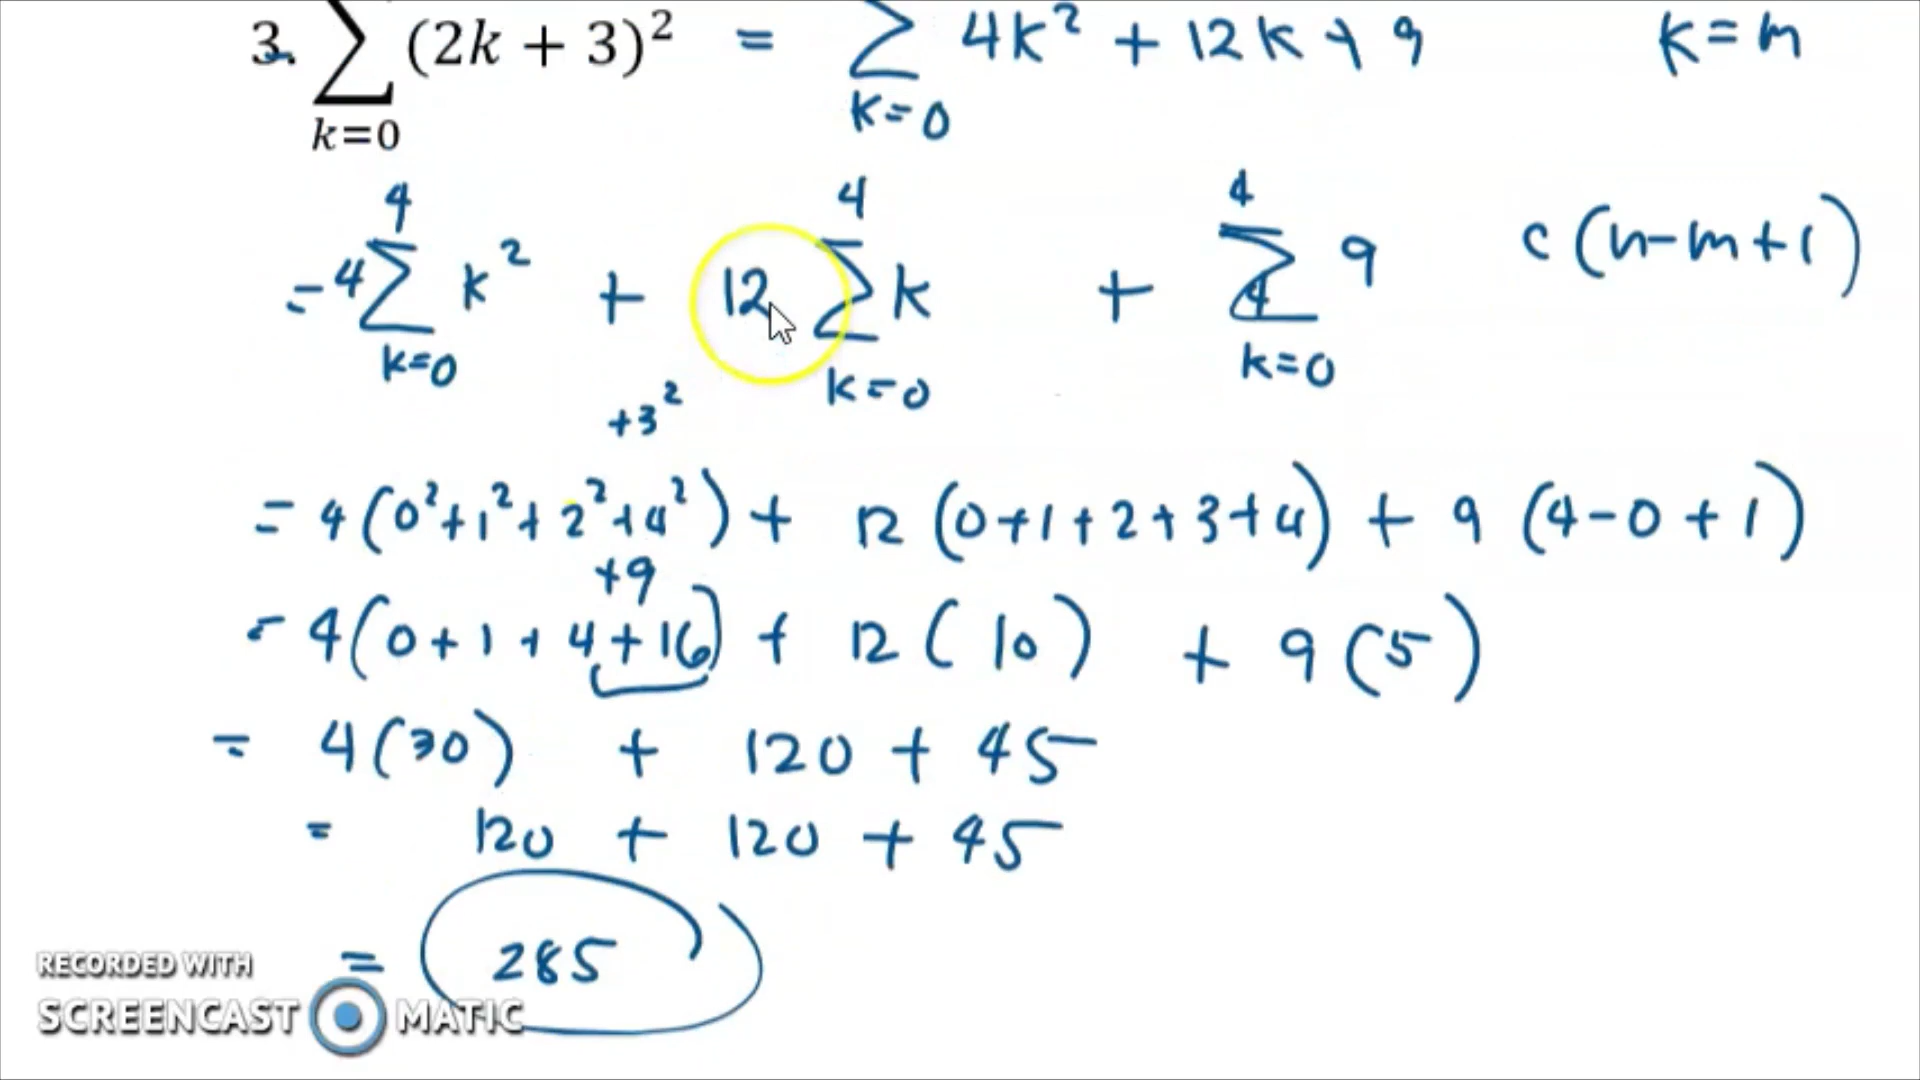 3. ∑ (2k + 3)² = ∑ 4k² + 12k + 9 k = m
k=0 k=0
4 4 4
= 4 ∑ k² + 12 ∑ k + ∑ 9 c (n - m + 1)
4
k=0 k=0 k=0
+3²
= 4 (0² + 1² + 2² + 4²) + 12 (0 + 1 + 2 + 3 + 4) + 9 (4 - 0 + 1)
+9
= 4 (0 + 1 + 4 + 16) + 12 (10) + 9 (5)
= 4 (30) + 120 + 45
= 120 + 120 + 45
= 285
RECORDED WITH
SCREENCAST MATIC